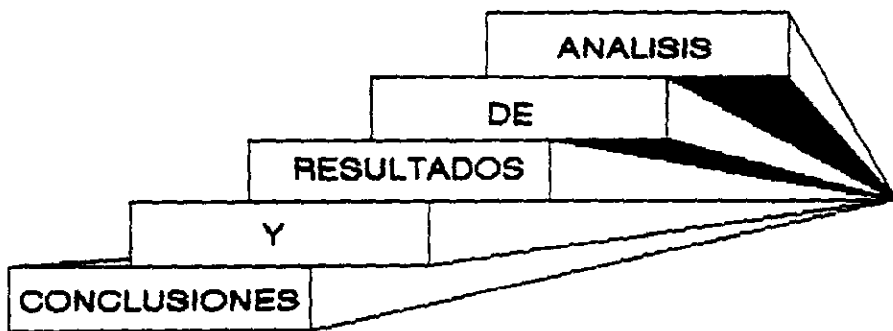 ANALISIS
DE
RESULTADOS
Y
CONCLUSIONES